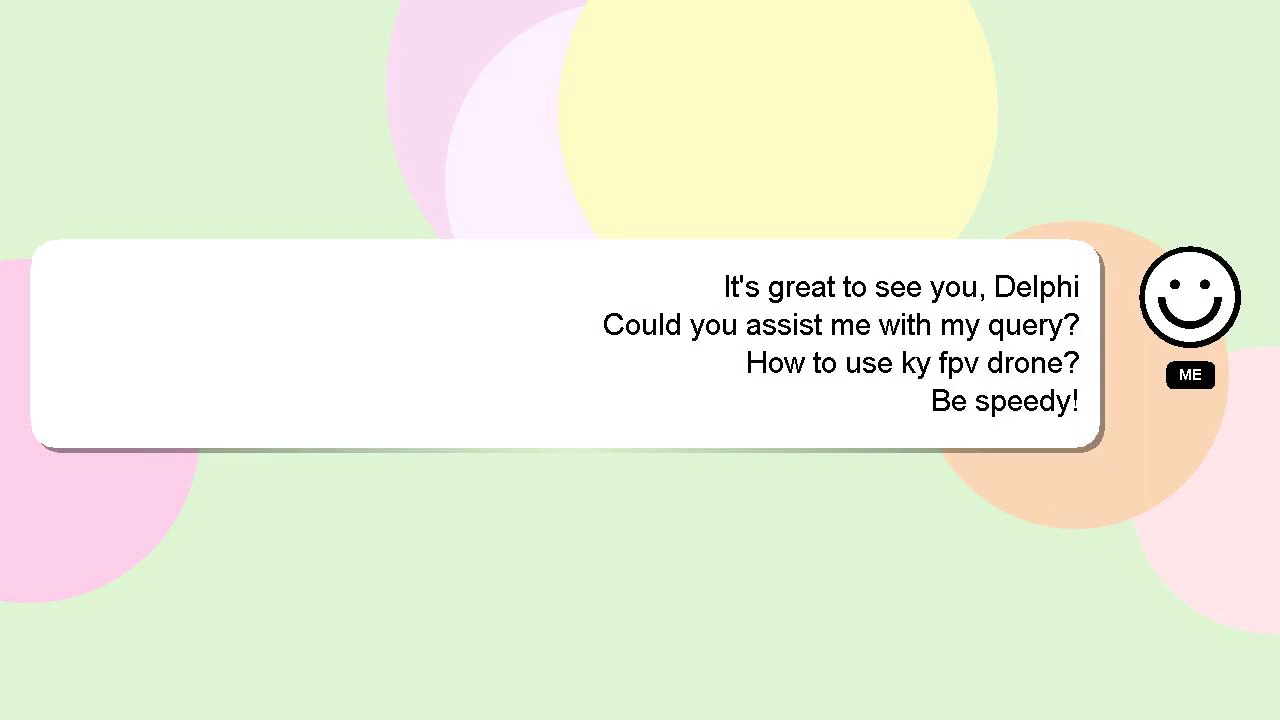 It's great to see you, Delphi
Could you assist me with my query?
How to use ky fpv drone?
Be speedy!
ME